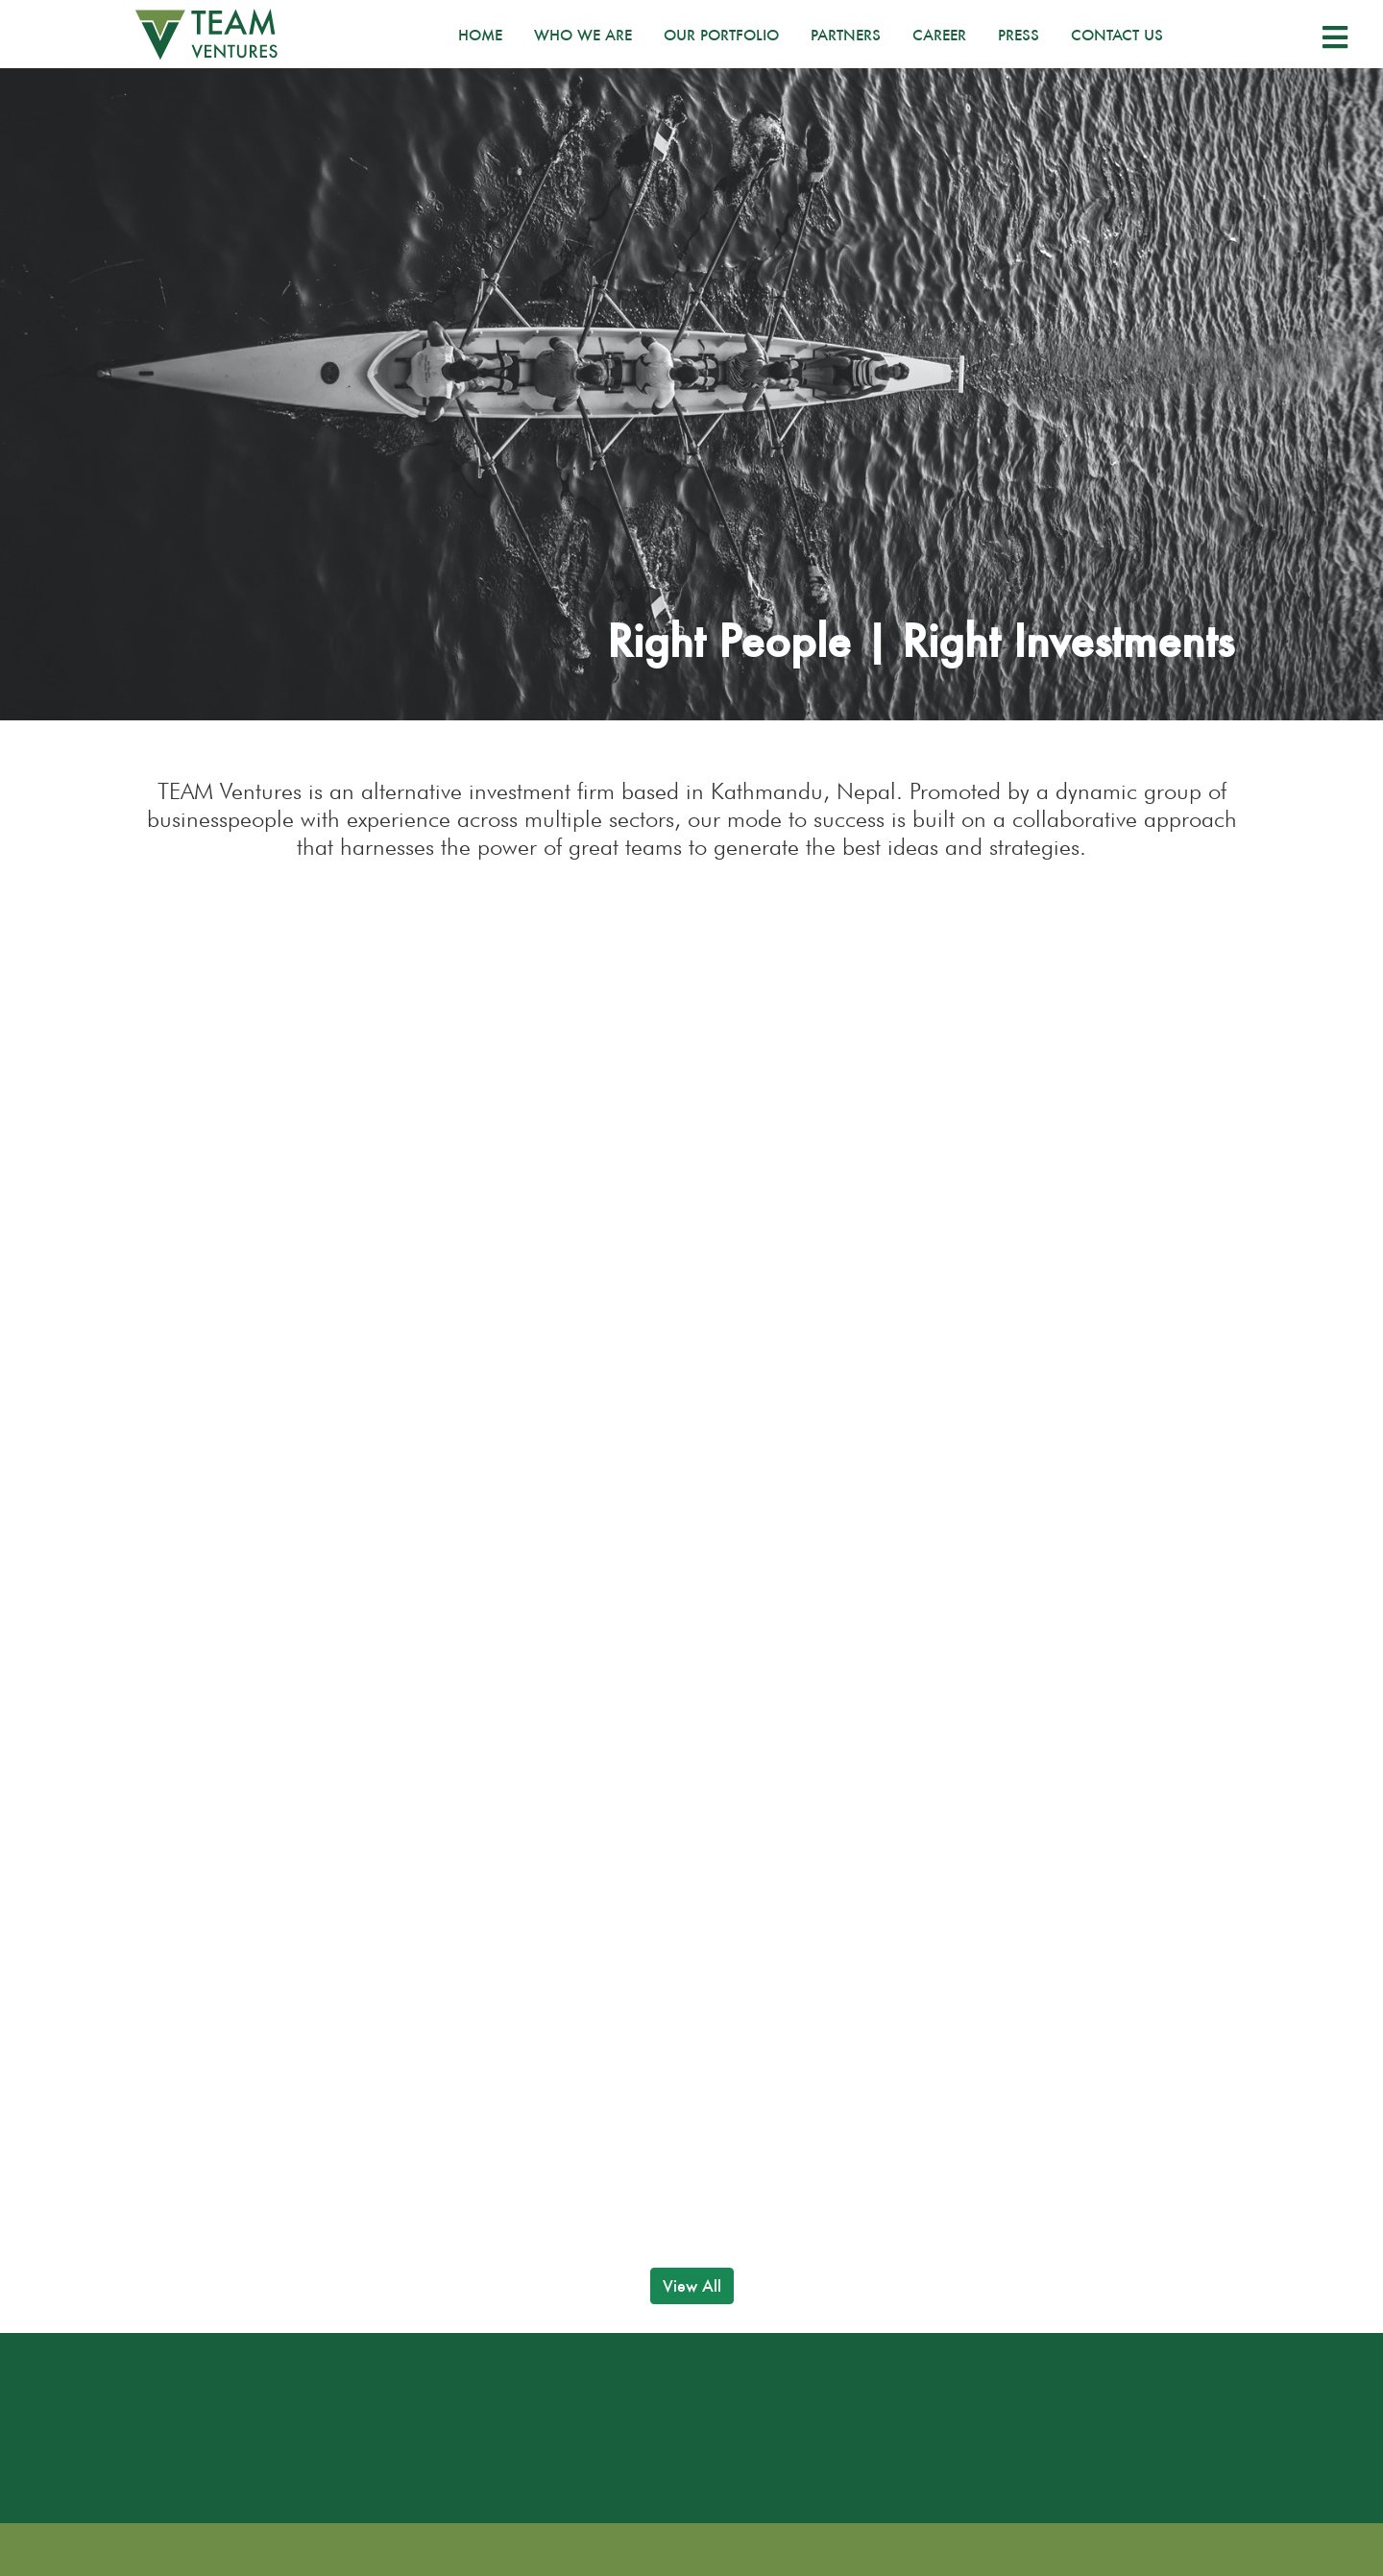 TEAM
VENTURES
HOME WHO WE ARE OUR PORTFOLIO PARTNERS CAREER PRESS CONTACT US
Right People | Right Investments
TEAM Ventures is an alternative investment firm based in Kathmandu, Nepal. Promoted by a dynamic group of
businesspeople with experience across multiple sectors, our mode to success is built on a collaborative approach
that harnesses the power of great teams to generate the best ideas and strategies.
View All